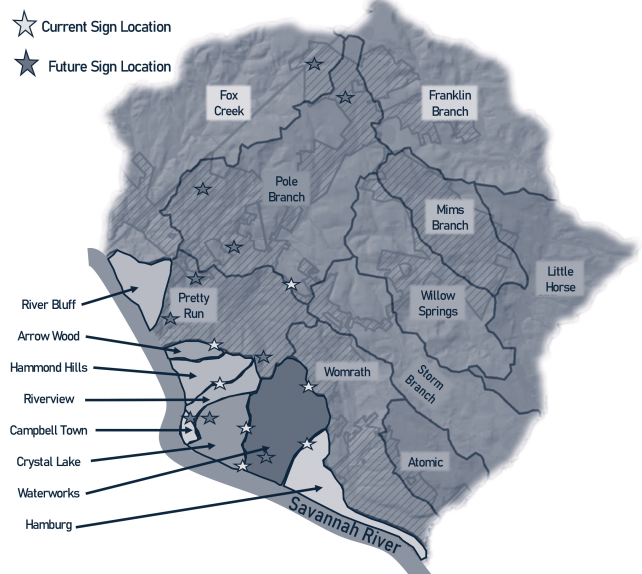 Current Sign Location
Future Sign Location
Fox
Creek
Franklin
Branch
Pole
Branch
Mims
Branch
Little
Horse
Pretty
Run
Willow
Springs
River Bluff
Arrow Wood
Hammond Hills
Riverview
Campbell Town
Crystal Lake
Waterworks
Hamburg
Womrath
Storm
Branch
Atomic
Savannah River